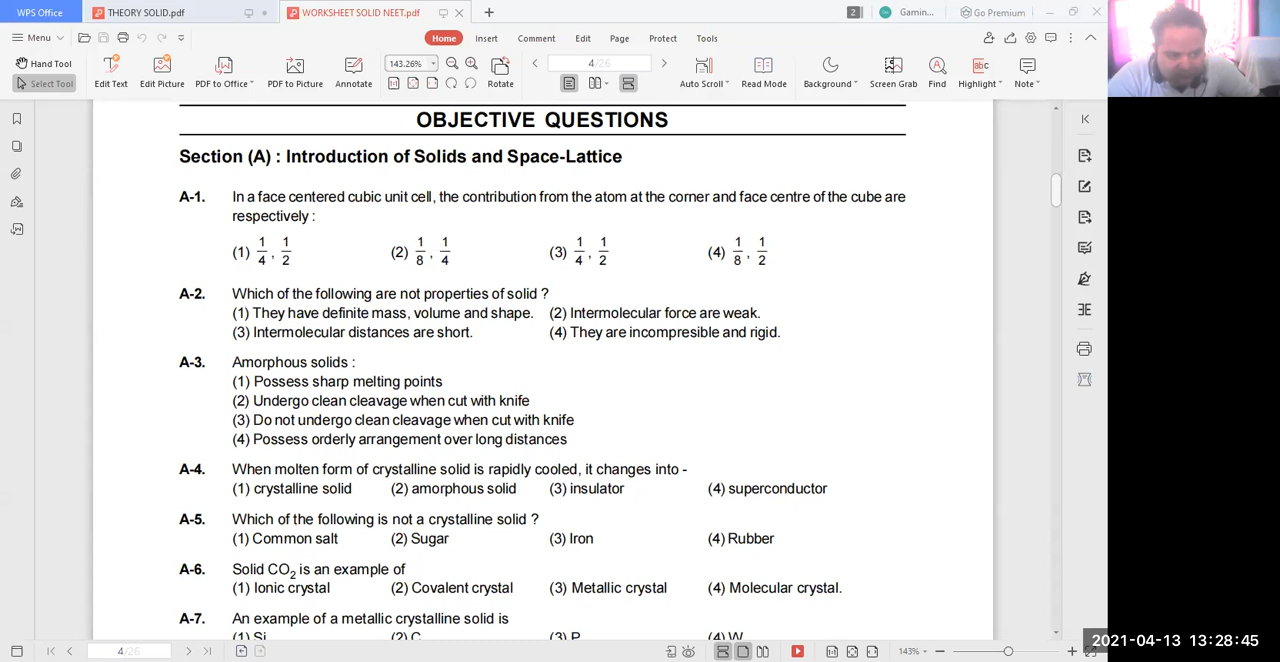 WPS Office THEORY SOLID.pdf WORKSHEET SOLID NEET.pdf 2 Gamin... Go Premium
Menu Home Insert Comment Edit Page Protect Tools
Hand Tool 143.26% 4/26
Select Tool Edit Text Edit Picture PDF to Office PDF to Picture Annotate Rotate Auto Scroll Read Mode Background Screen Grab Find Highlight Note
OBJECTIVE QUESTIONS
Section (A) : Introduction of Solids and Space-Lattice
A-1. In a face centered cubic unit cell, the contribution from the atom at the corner and face centre of the cube are
respectively :
(1) 1/4, 1/2 (2) 1/8, 1/4 (3) 1/4, 1/2 (4) 1/8, 1/2
A-2. Which of the following are not properties of solid ?
(1) They have definite mass, volume and shape. (2) Intermolecular force are weak.
(3) Intermolecular distances are short. (4) They are incompresible and rigid.
A-3. Amorphous solids :
(1) Possess sharp melting points
(2) Undergo clean cleavage when cut with knife
(3) Do not undergo clean cleavage when cut with knife
(4) Possess orderly arrangement over long distances
A-4. When molten form of crystalline solid is rapidly cooled, it changes into -
(1) crystalline solid (2) amorphous solid (3) insulator (4) superconductor
A-5. Which of the following is not a crystalline solid ?
(1) Common salt (2) Sugar (3) Iron (4) Rubber
A-6. Solid CO2 is an example of
(1) Ionic crystal (2) Covalent crystal (3) Metallic crystal (4) Molecular crystal.
A-7. An example of a metallic crystalline solid is
(1) Si (2) C (3) P (4) W
4/26 143%
2021-04-13 13:28:45